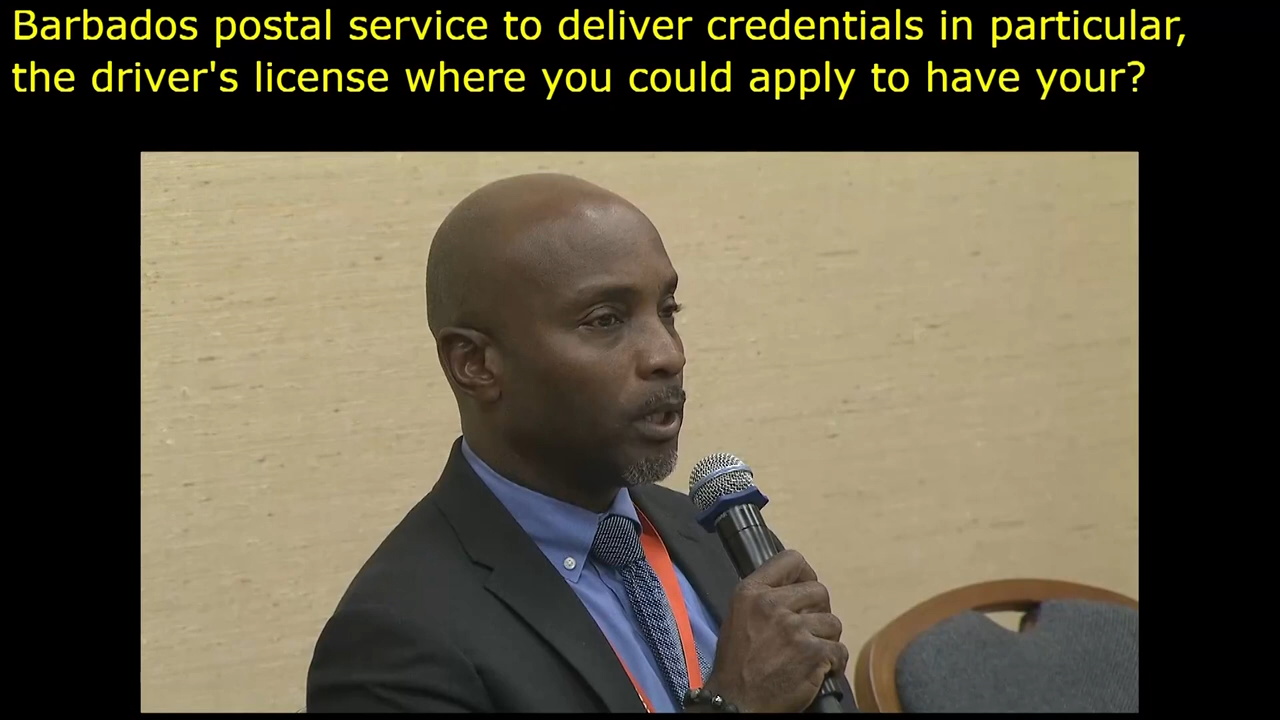 Barbados postal service to deliver credentials in particular,
the driver's license where you could apply to have your?